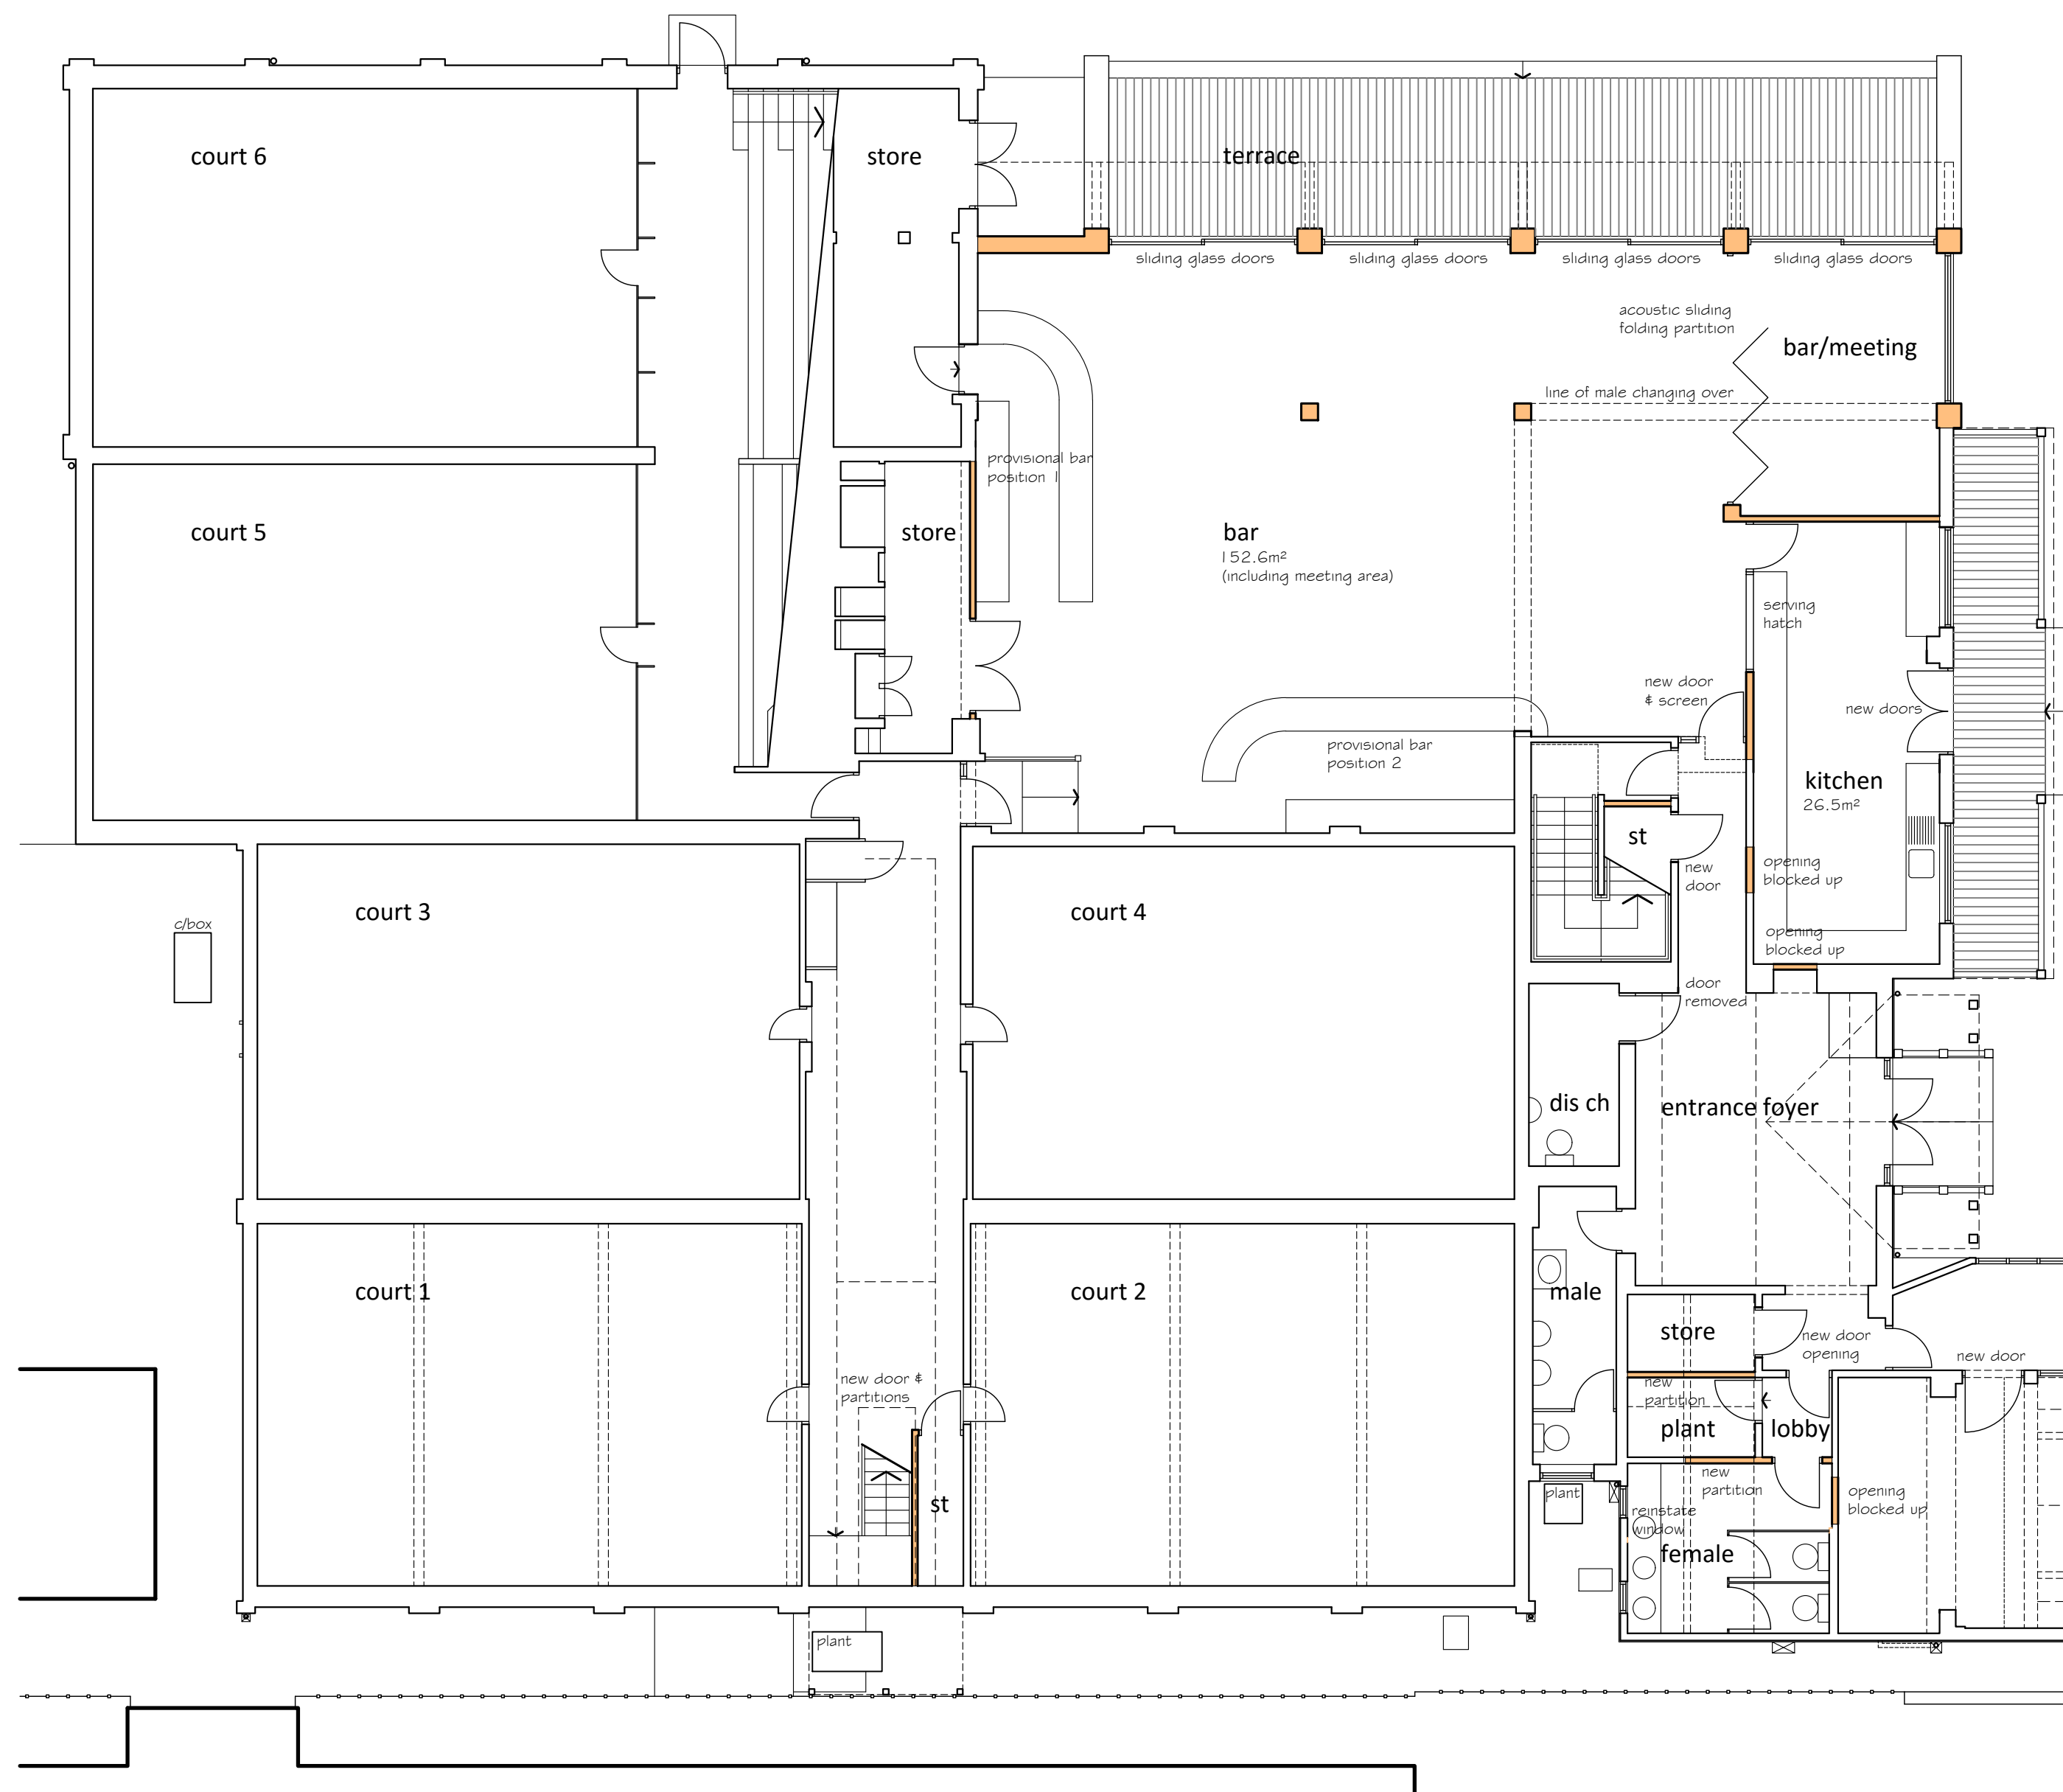 court 6
store
terrace
sliding glass doors
sliding glass doors
sliding glass doors
sliding glass doors
acoustic sliding
folding partition
bar/meeting
line of male changing over
provisional bar
position 1
court 5
store
bar
152.6m²
(including meeting area)
serving
hatch
new door
& screen
new doors
provisional bar
position 2
kitchen
26.5m²
st
new
door
opening
blocked up
opening
blocked up
court 3
court 4
c/box
door
removed
dis ch
entrance foyer
court 1
court 2
male
store
new door
opening
new door
new door &
partitions
new
partition
plant
lobby
new
partition
st
plant
reinstate
window
opening
blocked up
female
plant